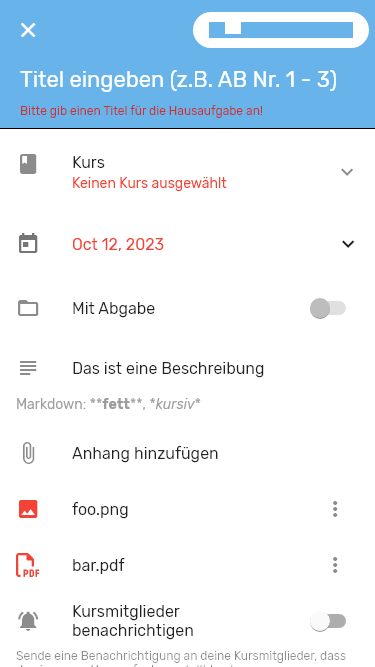 Titel eingeben (z.B. AB Nr. 1 - 3)
Bitte gib einen Titel für die Hausaufgabe an!
Kurs
Keinen Kurs ausgewählt
Oct 12, 2023
Mit Abgabe
Das ist eine Beschreibung
Markdown: **fett**, *kursiv*
Anhang hinzufügen
foo.png
PDF bar.pdf
Kursmitglieder
benachrichtigen
Sende eine Benachrichtigung an deine Kursmitglieder, dass